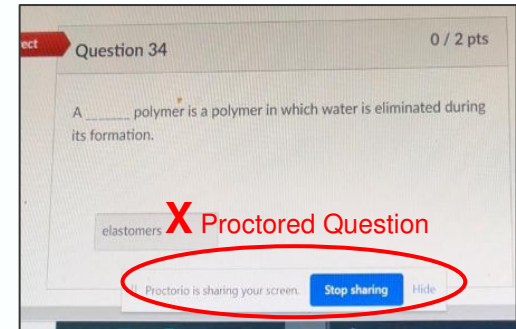 ect
Question 34
0 / 2 pts
A ______ polymer is a polymer in which water is eliminated during
its formation.
elastomers X Proctored Question
Proctorio is sharing your screen. Stop sharing Hide